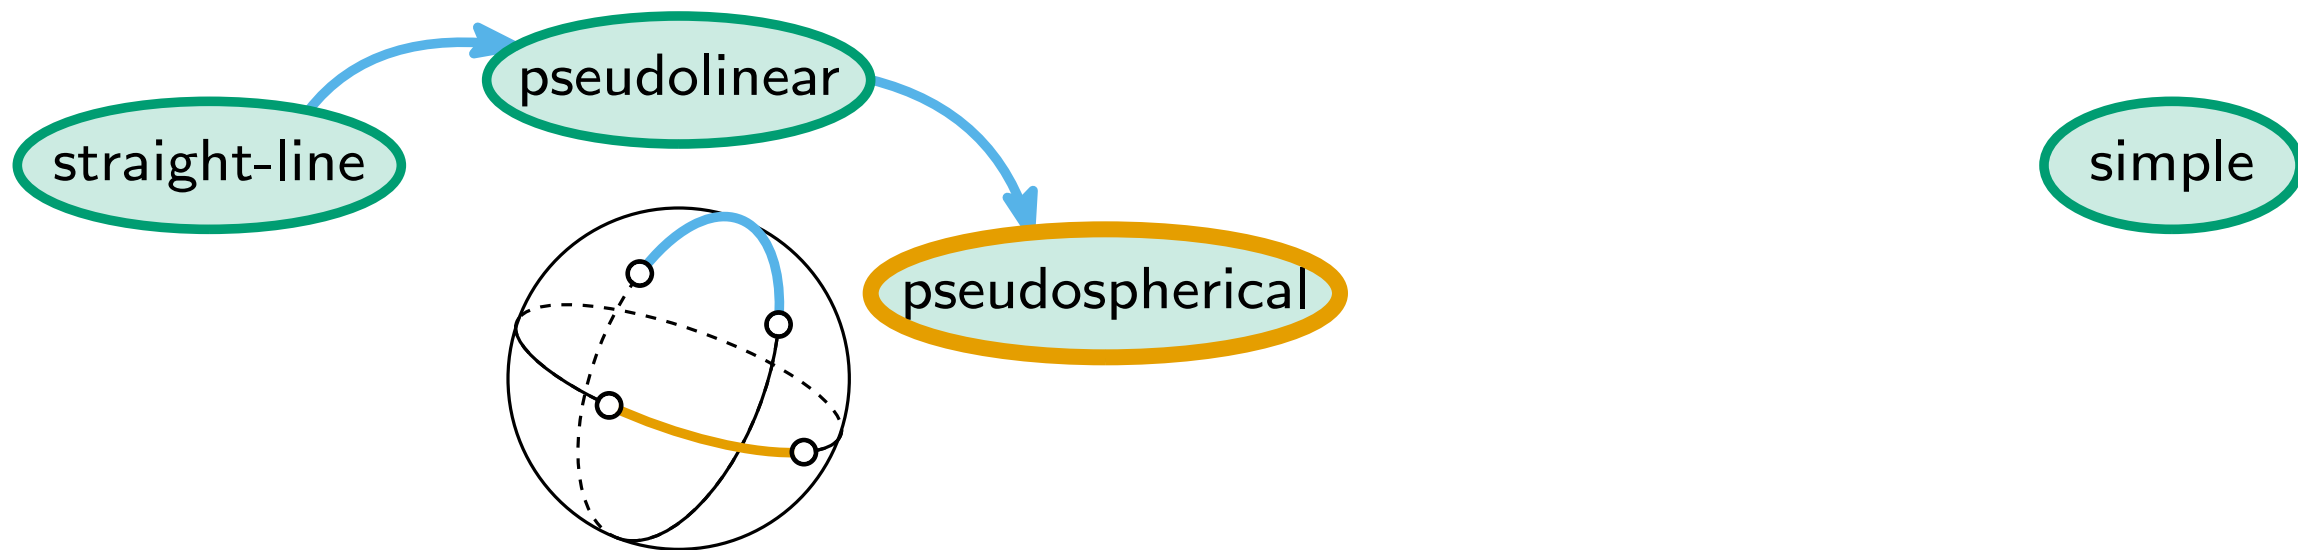 pseudolinear
straight-line
simple
pseudospherical